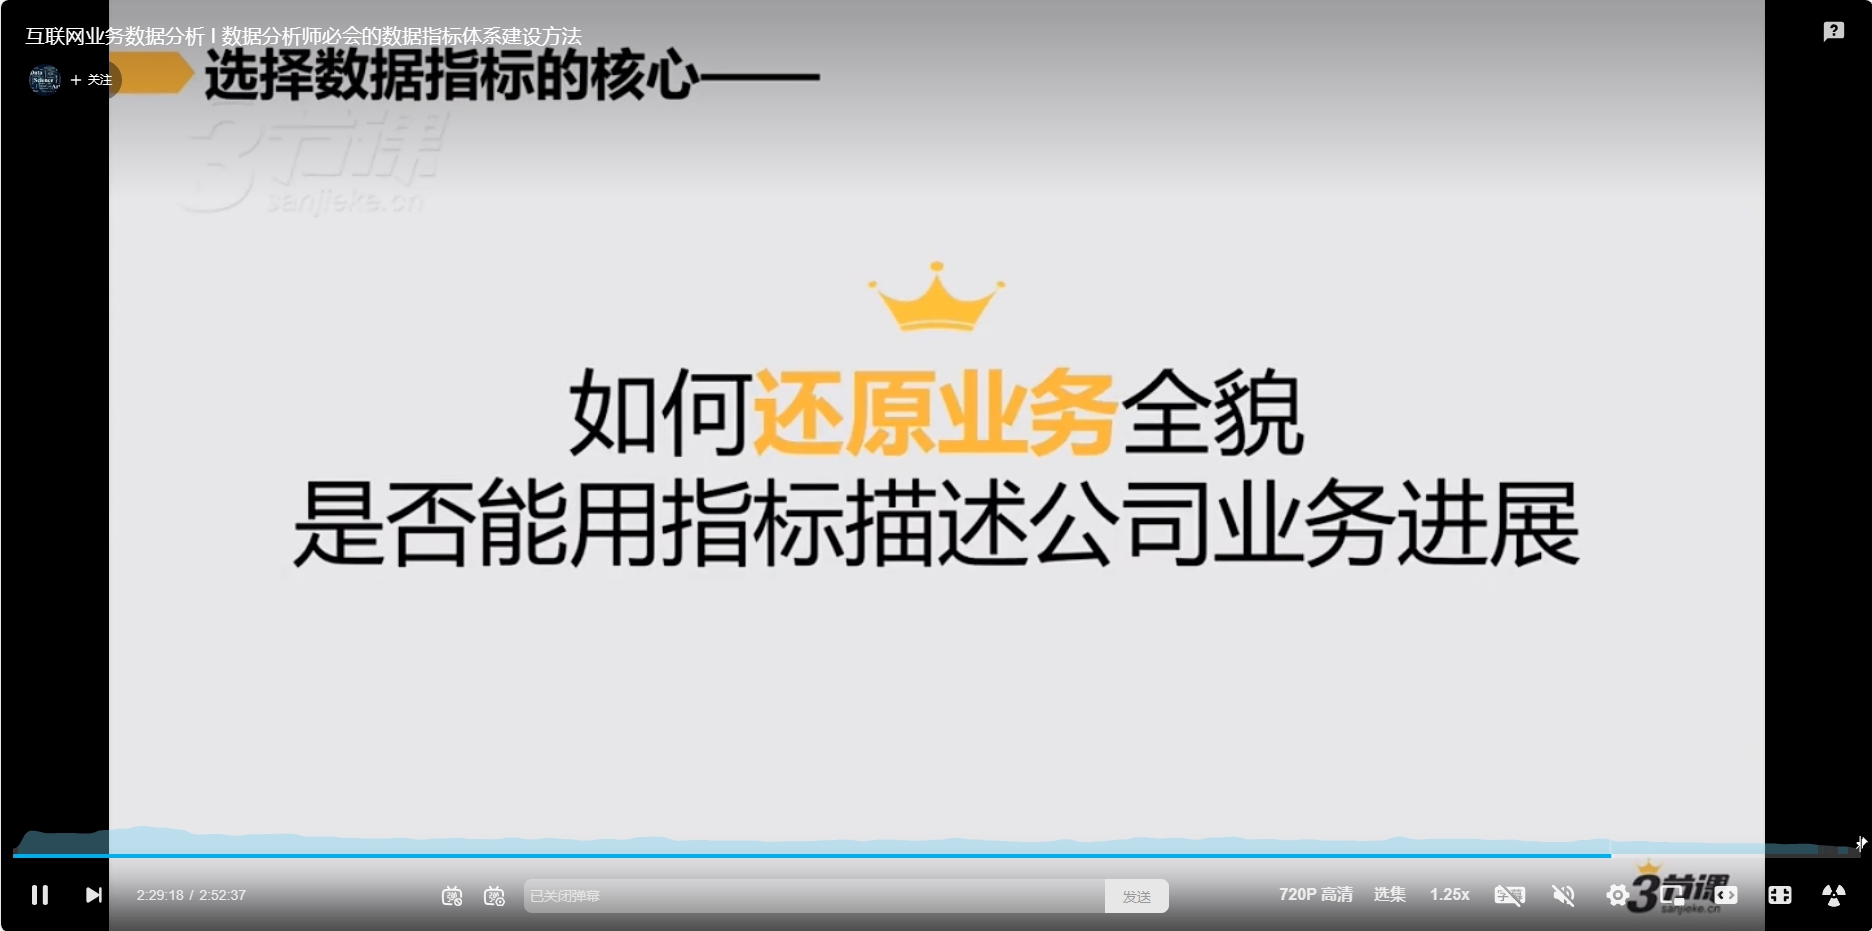 互联网业务数据分析 I 数据分析师必会的数据指标体系建设方法
+ 关注
选择数据指标的核心——
3节课
sanjieke.cn
如何还原业务全貌
是否能用指标描述公司业务进展
2:29:18 / 2:52:37
已关闭弹幕
发送
720P 高清
选集
1.25x
3节课
sanjieke.cn